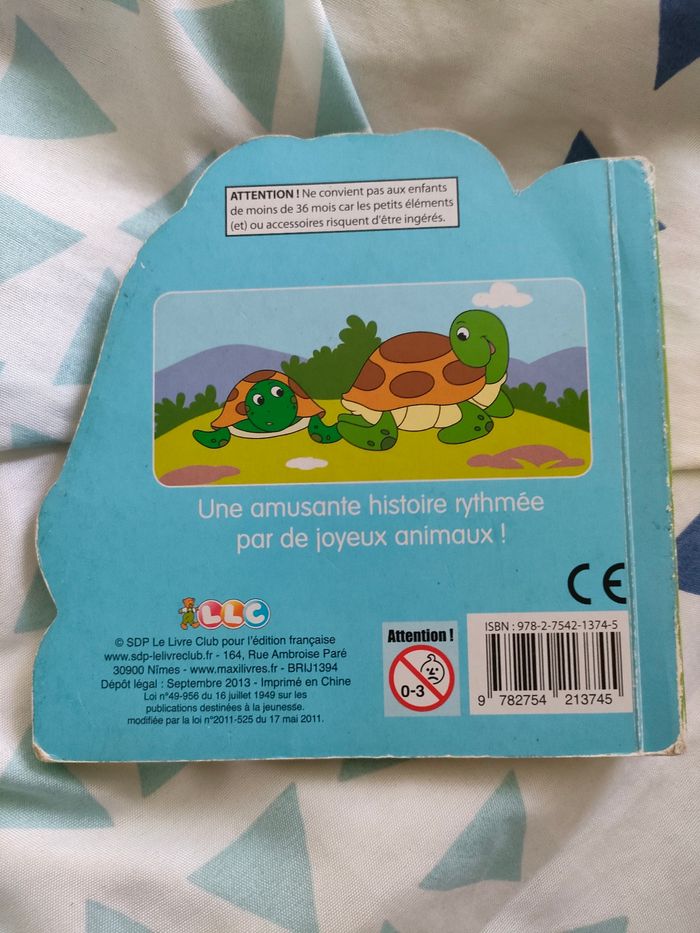 ATTENTION ! Ne convient pas aux enfants
de moins de 36 mois car les petits éléments
(et) ou accessoires risquent d'être ingérés.
Une amusante histoire rythmée
par de joyeux animaux !
LLC
© SDP Le Livre Club pour l'édition française
www.sdp-lelivreclub.fr - 164, Rue Ambroise Paré
30900 Nîmes - www.maxilivres.fr - BRIJ1394
Dépôt légal : Septembre 2013 - Imprimé en Chine
Loi n°49-956 du 16 juillet 1949 sur les
publications destinées à la jeunesse.
modifiée par la loi n°2011-525 du 17 mai 2011.
Attention !
0-3
CE
ISBN : 978-2-7542-1374-5
9 782754 213745